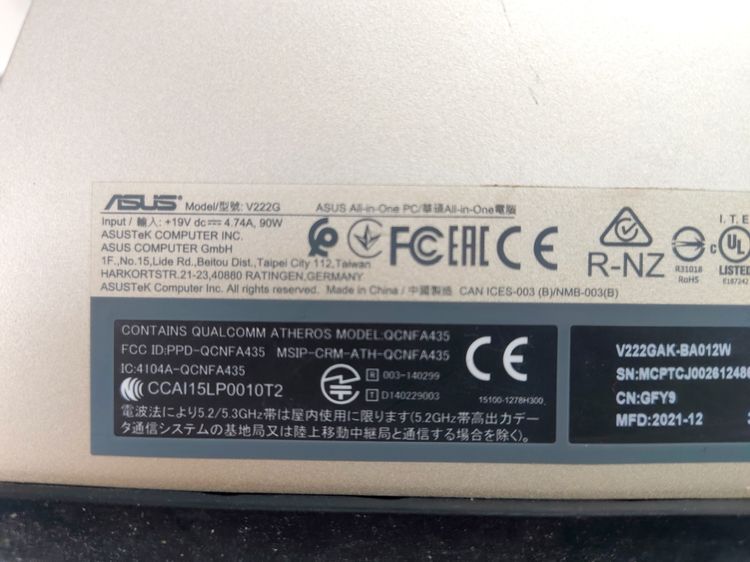 ASUS Model/型號: V222G ASUS All-in-One PC/華碩All-in-One電腦
Input / 輸入: +19V dc 4.74A, 90W
ASUSTeK COMPUTER INC.
ASUS COMPUTER GmbH
1F.,No.15,Lide Rd.,Beitou Dist.,Taipei City 112,Taiwan
HARKORTSTR.21-23,40880 RATINGEN,GERMANY
ASUSTeK Computer Inc. All rights reserved. Made in China / 中國製造 CAN ICES-003 (B)/NMB-003(B)
FC EAC CE
R-NZ
R31018
RoHS
I.T.E
c UL
LISTED
E187242
CONTAINS QUALCOMM ATHEROS MODEL:QCNFA435
FCC ID:PPD-QCNFA435 MSIP-CRM-ATH-QCNFA435
IC:4104A-QCNFA435
CCAI15LP0010T2
R 003-140299
T D140229003
CE
15100-1278H300
電波法により5.2/5.3GHz帯は屋内使用に限ります(5.2GHz帯高出力デー
タ通信システムの基地局又は陸上移動中継局と通信する場合を除く)。
V222GAK-BA012W
SN:MCPTCJ00261248
CN:GFY9
MFD:2021-12